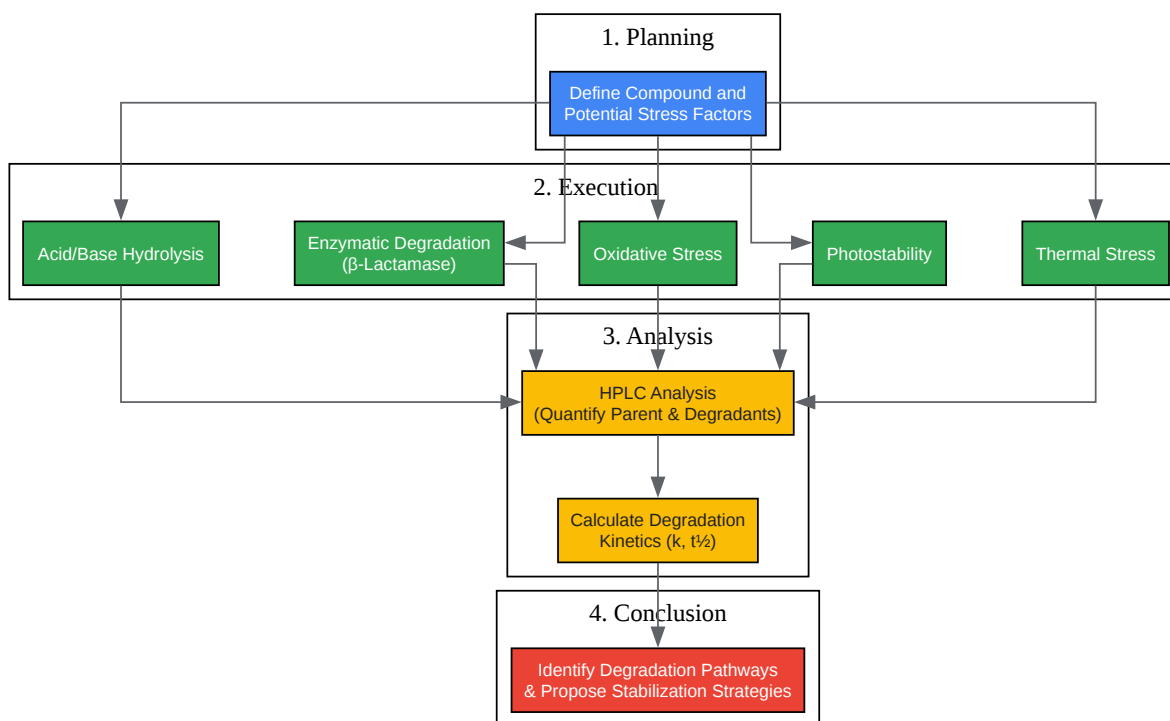 1. Planning
Define Compound and
Potential Stress Factors
2. Execution
Acid/Base Hydrolysis
Enzymatic Degradation
(β-Lactamase)
Oxidative Stress
Photostability
Thermal Stress
3. Analysis
HPLC Analysis
(Quantify Parent & Degradants)
Calculate Degradation
Kinetics (k, t½)
4. Conclusion
Identify Degradation Pathways
& Propose Stabilization Strategies